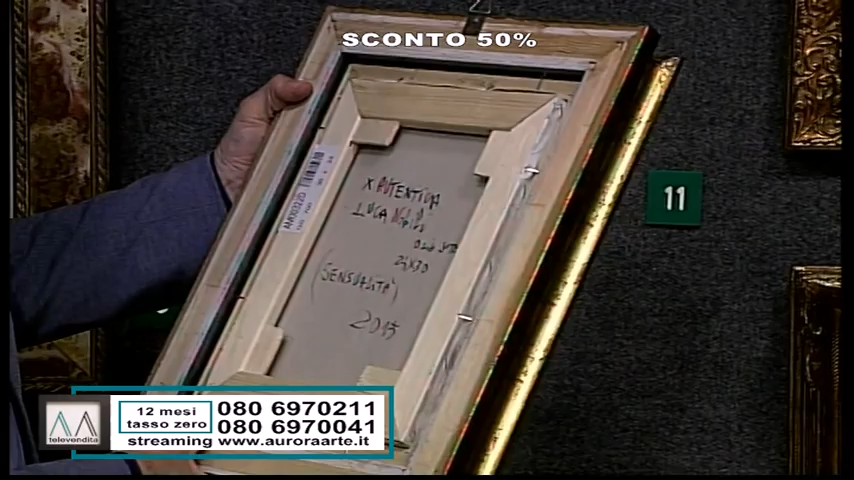 SCONTO 50%
11
X AUTENTICA
LUCA
(SENSUALITA')
2015
12 mesi
tasso zero
080 6970211
080 6970041
streaming www.auroraarte.it
televendita